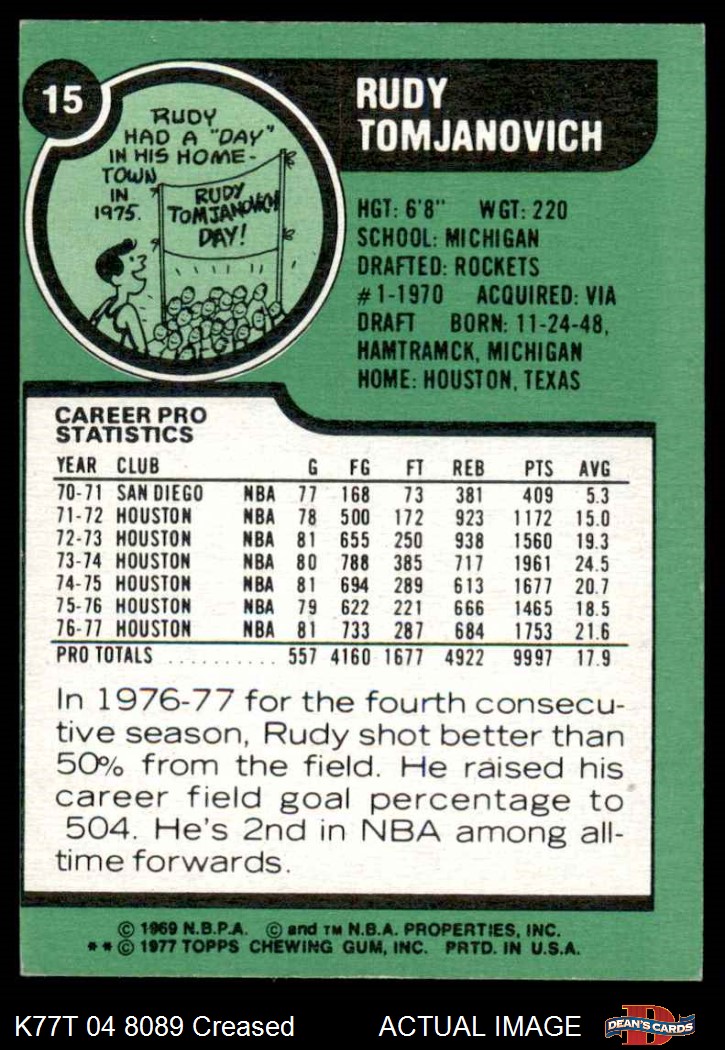 15
RUDY
TOMJANOVICH
RUDY
HAD A "DAY"
IN HIS HOME-
TOWN
IN
1975.
RUDY
TOMJANOVICH
DAY!
HGT: 6'8" WGT: 220
SCHOOL: MICHIGAN
DRAFTED: ROCKETS
#1-1970 ACQUIRED: VIA
DRAFT BORN: 11-24-48,
HAMTRAMCK, MICHIGAN
HOME: HOUSTON, TEXAS
CAREER PRO
STATISTICS
YEAR CLUB G FG FT REB PTS AVG
70-71 SAN DIEGO NBA 77 168 73 381 409 5.3
71-72 HOUSTON NBA 78 500 172 923 1172 15.0
72-73 HOUSTON NBA 81 655 250 938 1560 19.3
73-74 HOUSTON NBA 80 788 385 717 1961 24.5
74-75 HOUSTON NBA 81 694 289 613 1677 20.7
75-76 HOUSTON NBA 79 622 221 666 1465 18.5
76-77 HOUSTON NBA 81 733 287 684 1753 21.6
PRO TOTALS .......... 557 4160 1677 4922 9997 17.9
In 1976-77 for the fourth consecu-
tive season, Rudy shot better than
50% from the field. He raised his
career field goal percentage to
504. He's 2nd in NBA among all-
time forwards.
© 1969 N.B.P.A. © and TM N.B.A. PROPERTIES, INC.
**© 1977 TOPPS CHEWING GUM, INC. PRTD. IN U.S.A.
K77T 04 8089 Creased ACTUAL IMAGE
D
DEAN'S CARDS